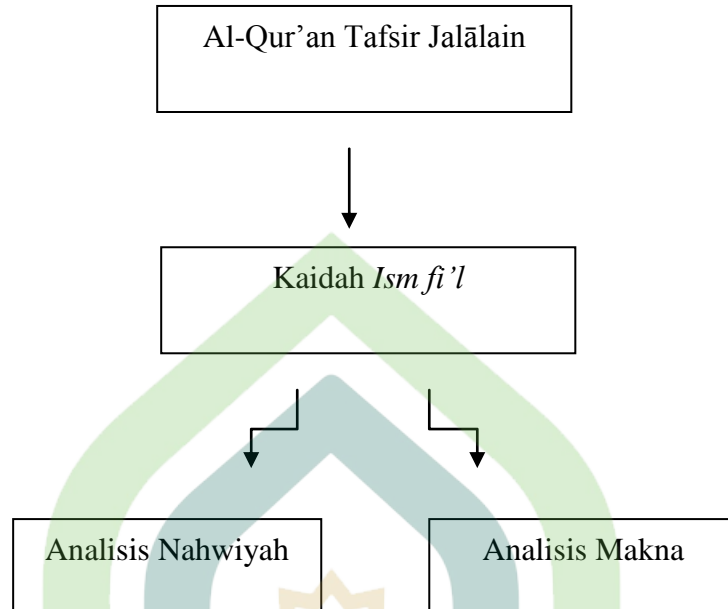 Al-Qur’an Tafsir Jalālain
Kaidah Ism fi’l
Analisis Nahwiyah
Analisis Makna